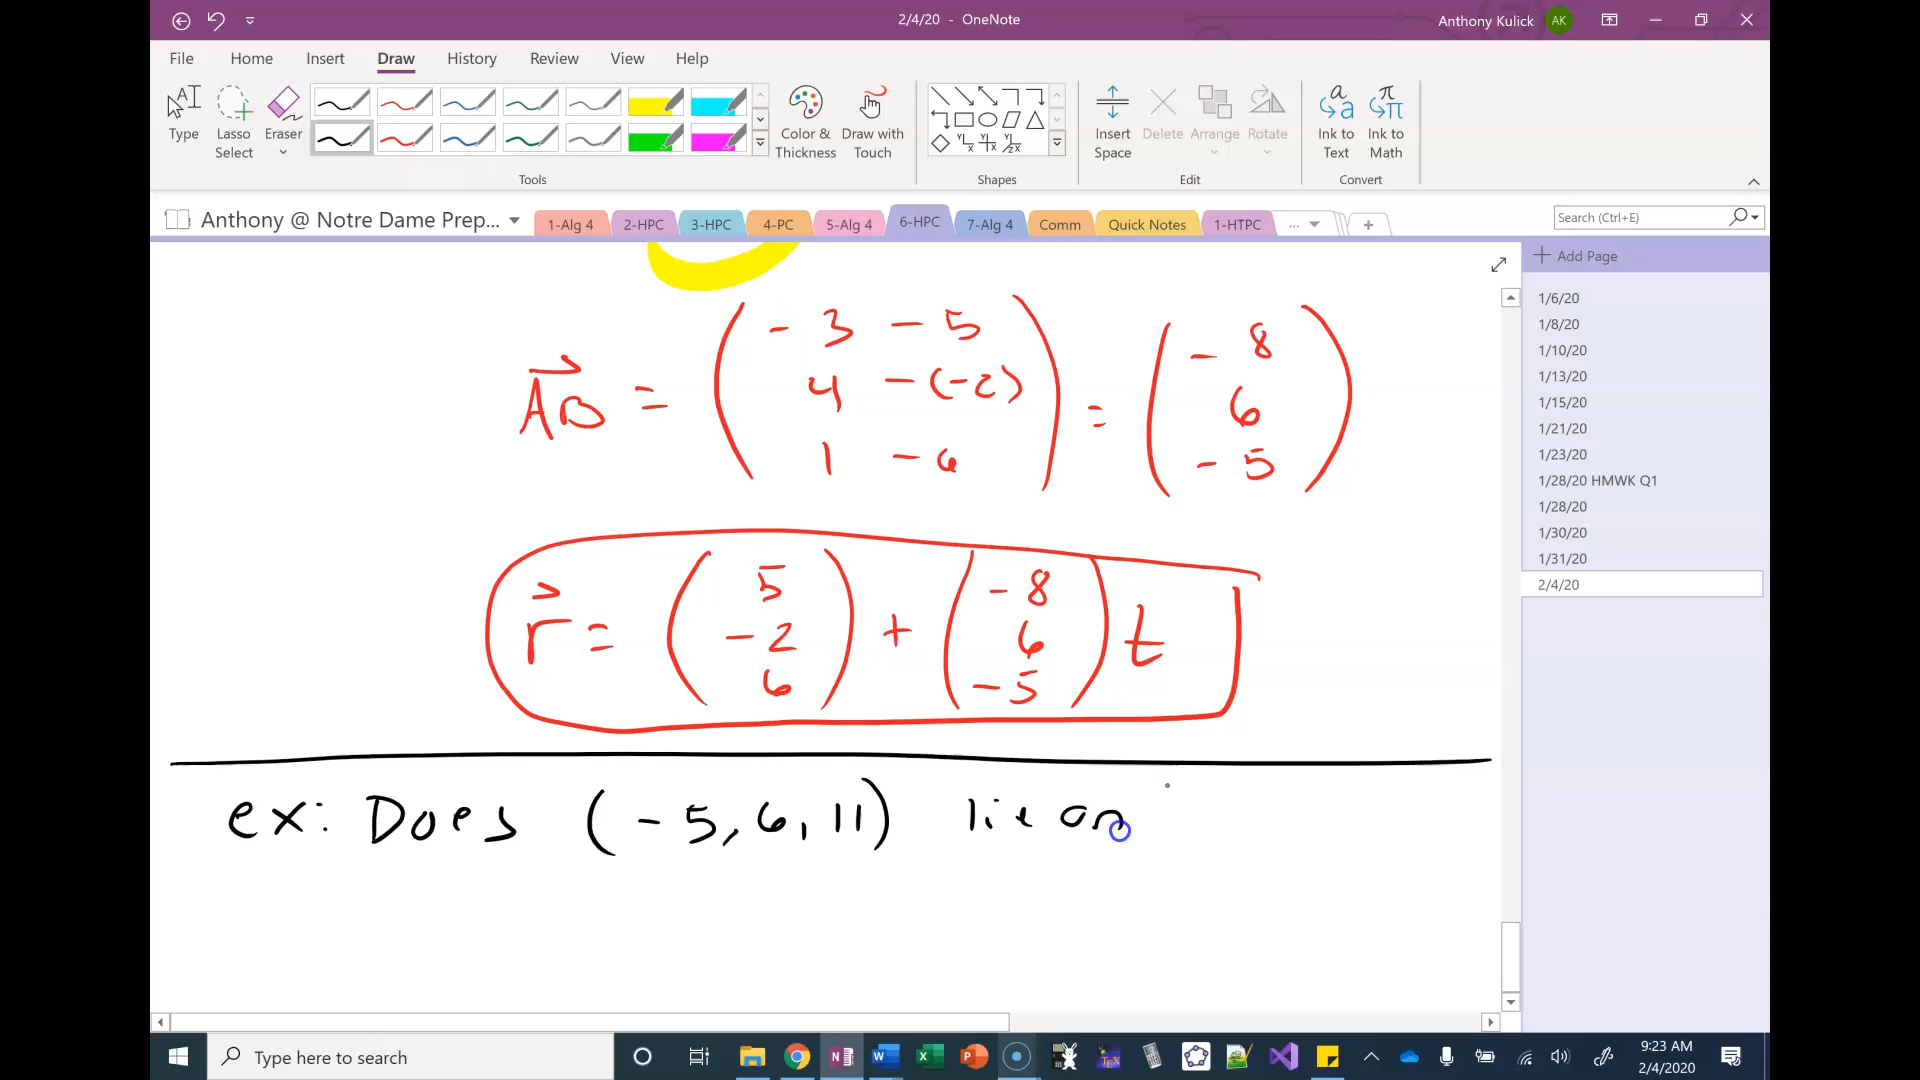 2/4/20 - OneNote
Anthony Kulick AK
File Home Insert Draw History Review View Help
Type
Lasso Select
Eraser
Color & Thickness
Draw with Touch
Insert Space
Delete
Arrange
Rotate
Ink to Text
Ink to Math
Tools Shapes Edit Convert
Anthony @ Notre Dame Prep...
1-Alg 4 2-HPC 3-HPC 4-PC 5-Alg 4 6-HPC 7-Alg 4 Comm Quick Notes 1-HTPC ...
Search (Ctrl+E)
Add Page
1/6/20
1/8/20
1/10/20
1/13/20
1/15/20
1/21/20
1/23/20
1/28/20 HMWK Q1
1/28/20
1/30/20
1/31/20
2/4/20
- 3 - 5 - 8
AB = 4 - (-2) = 6
1 - 6 - 5
5 - 8
r = - 2 + 6 t
6 - 5
ex: Does (- 5, 6, 11) lie on
Type here to search
9:23 AM
2/4/2020